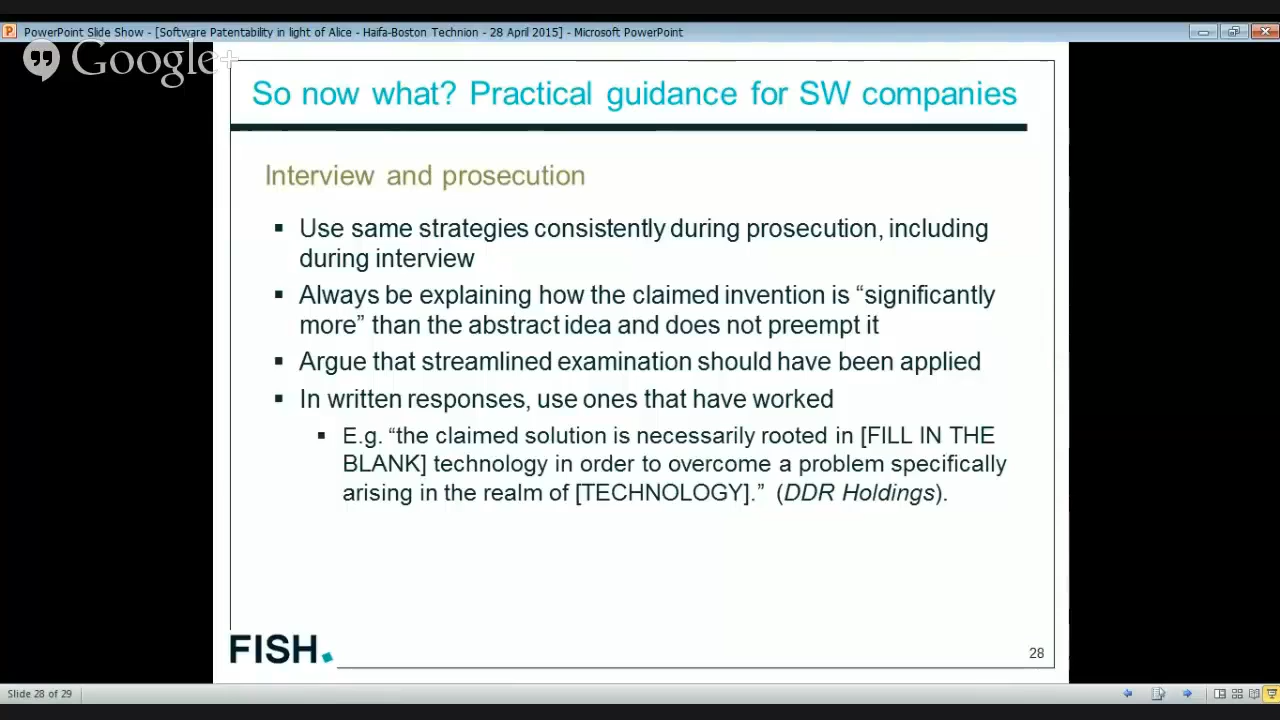 PowerPoint Slide Show - [Software Patentability in light of Alice - Haifa-Boston Technion - 28 April 2015] - Microsoft PowerPoint
Google+
So now what? Practical guidance for SW companies
Interview and prosecution
▪ Use same strategies consistently during prosecution, including
during interview
▪ Always be explaining how the claimed invention is “significantly
more” than the abstract idea and does not preempt it
▪ Argue that streamlined examination should have been applied
▪ In written responses, use ones that have worked
▪ E.g. “the claimed solution is necessarily rooted in [FILL IN THE
BLANK] technology in order to overcome a problem specifically
arising in the realm of [TECHNOLOGY].” (DDR Holdings).
FISH.
28
Slide 28 of 29